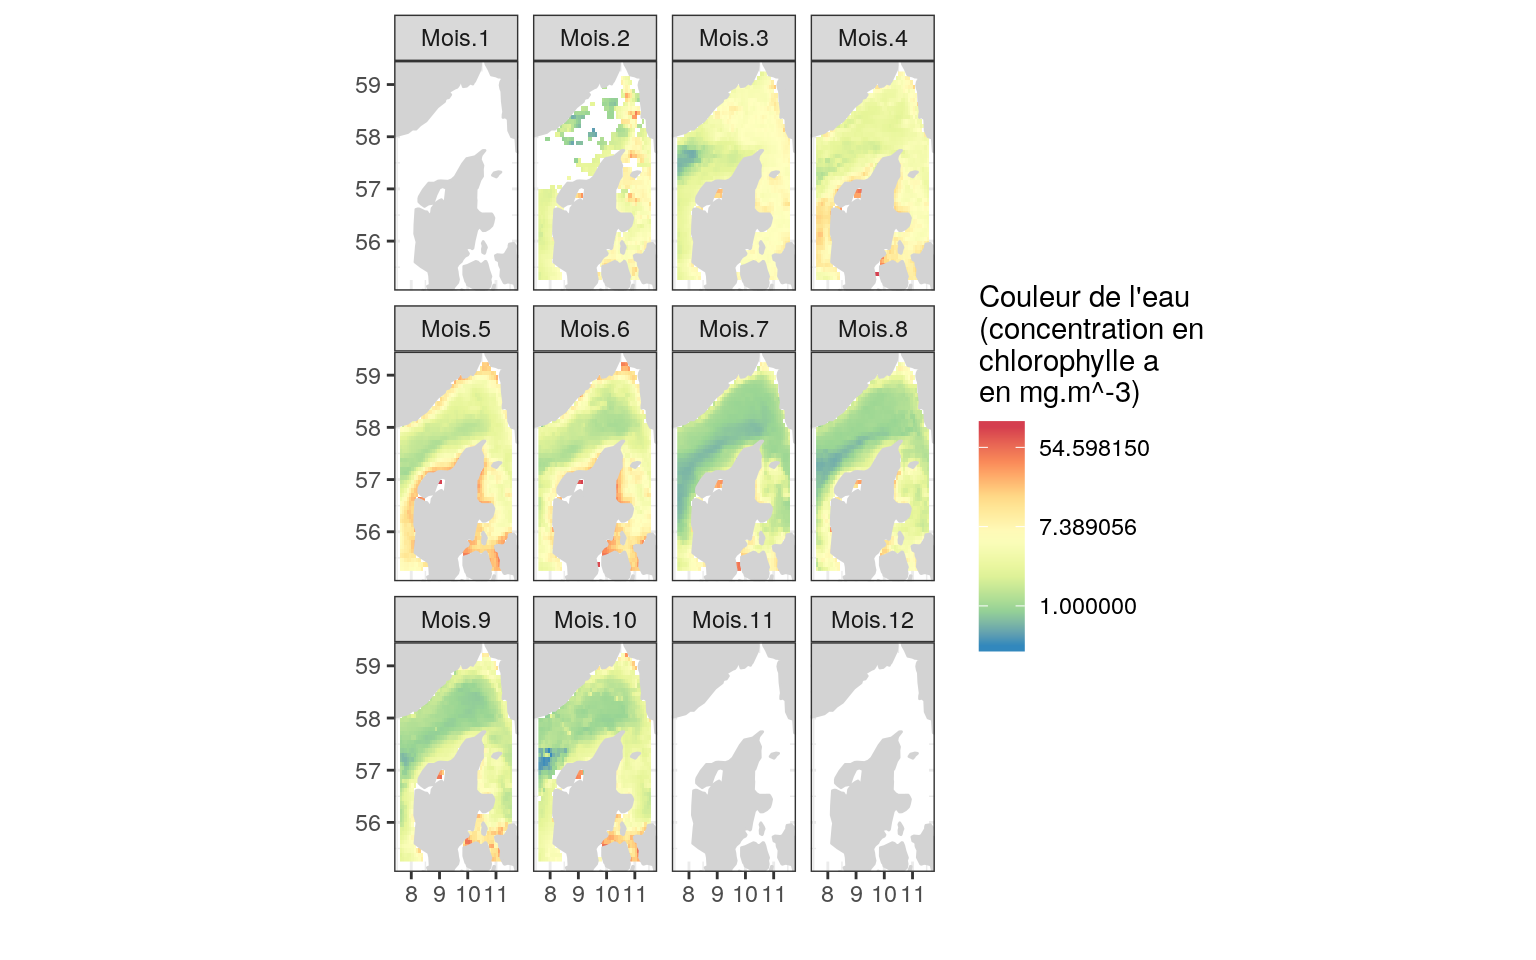 Mois.1 Mois.2 Mois.3 Mois.4
59
58
57
56
Mois.5 Mois.6 Mois.7 Mois.8
59
58
57
56
Mois.9 Mois.10 Mois.11 Mois.12
59
58
57
56
8 9 10 11 8 9 10 11 8 9 10 11 8 9 10 11
Couleur de l'eau
(concentration en
chlorophylle a
en mg.m^-3)
54.598150
7.389056
1.000000